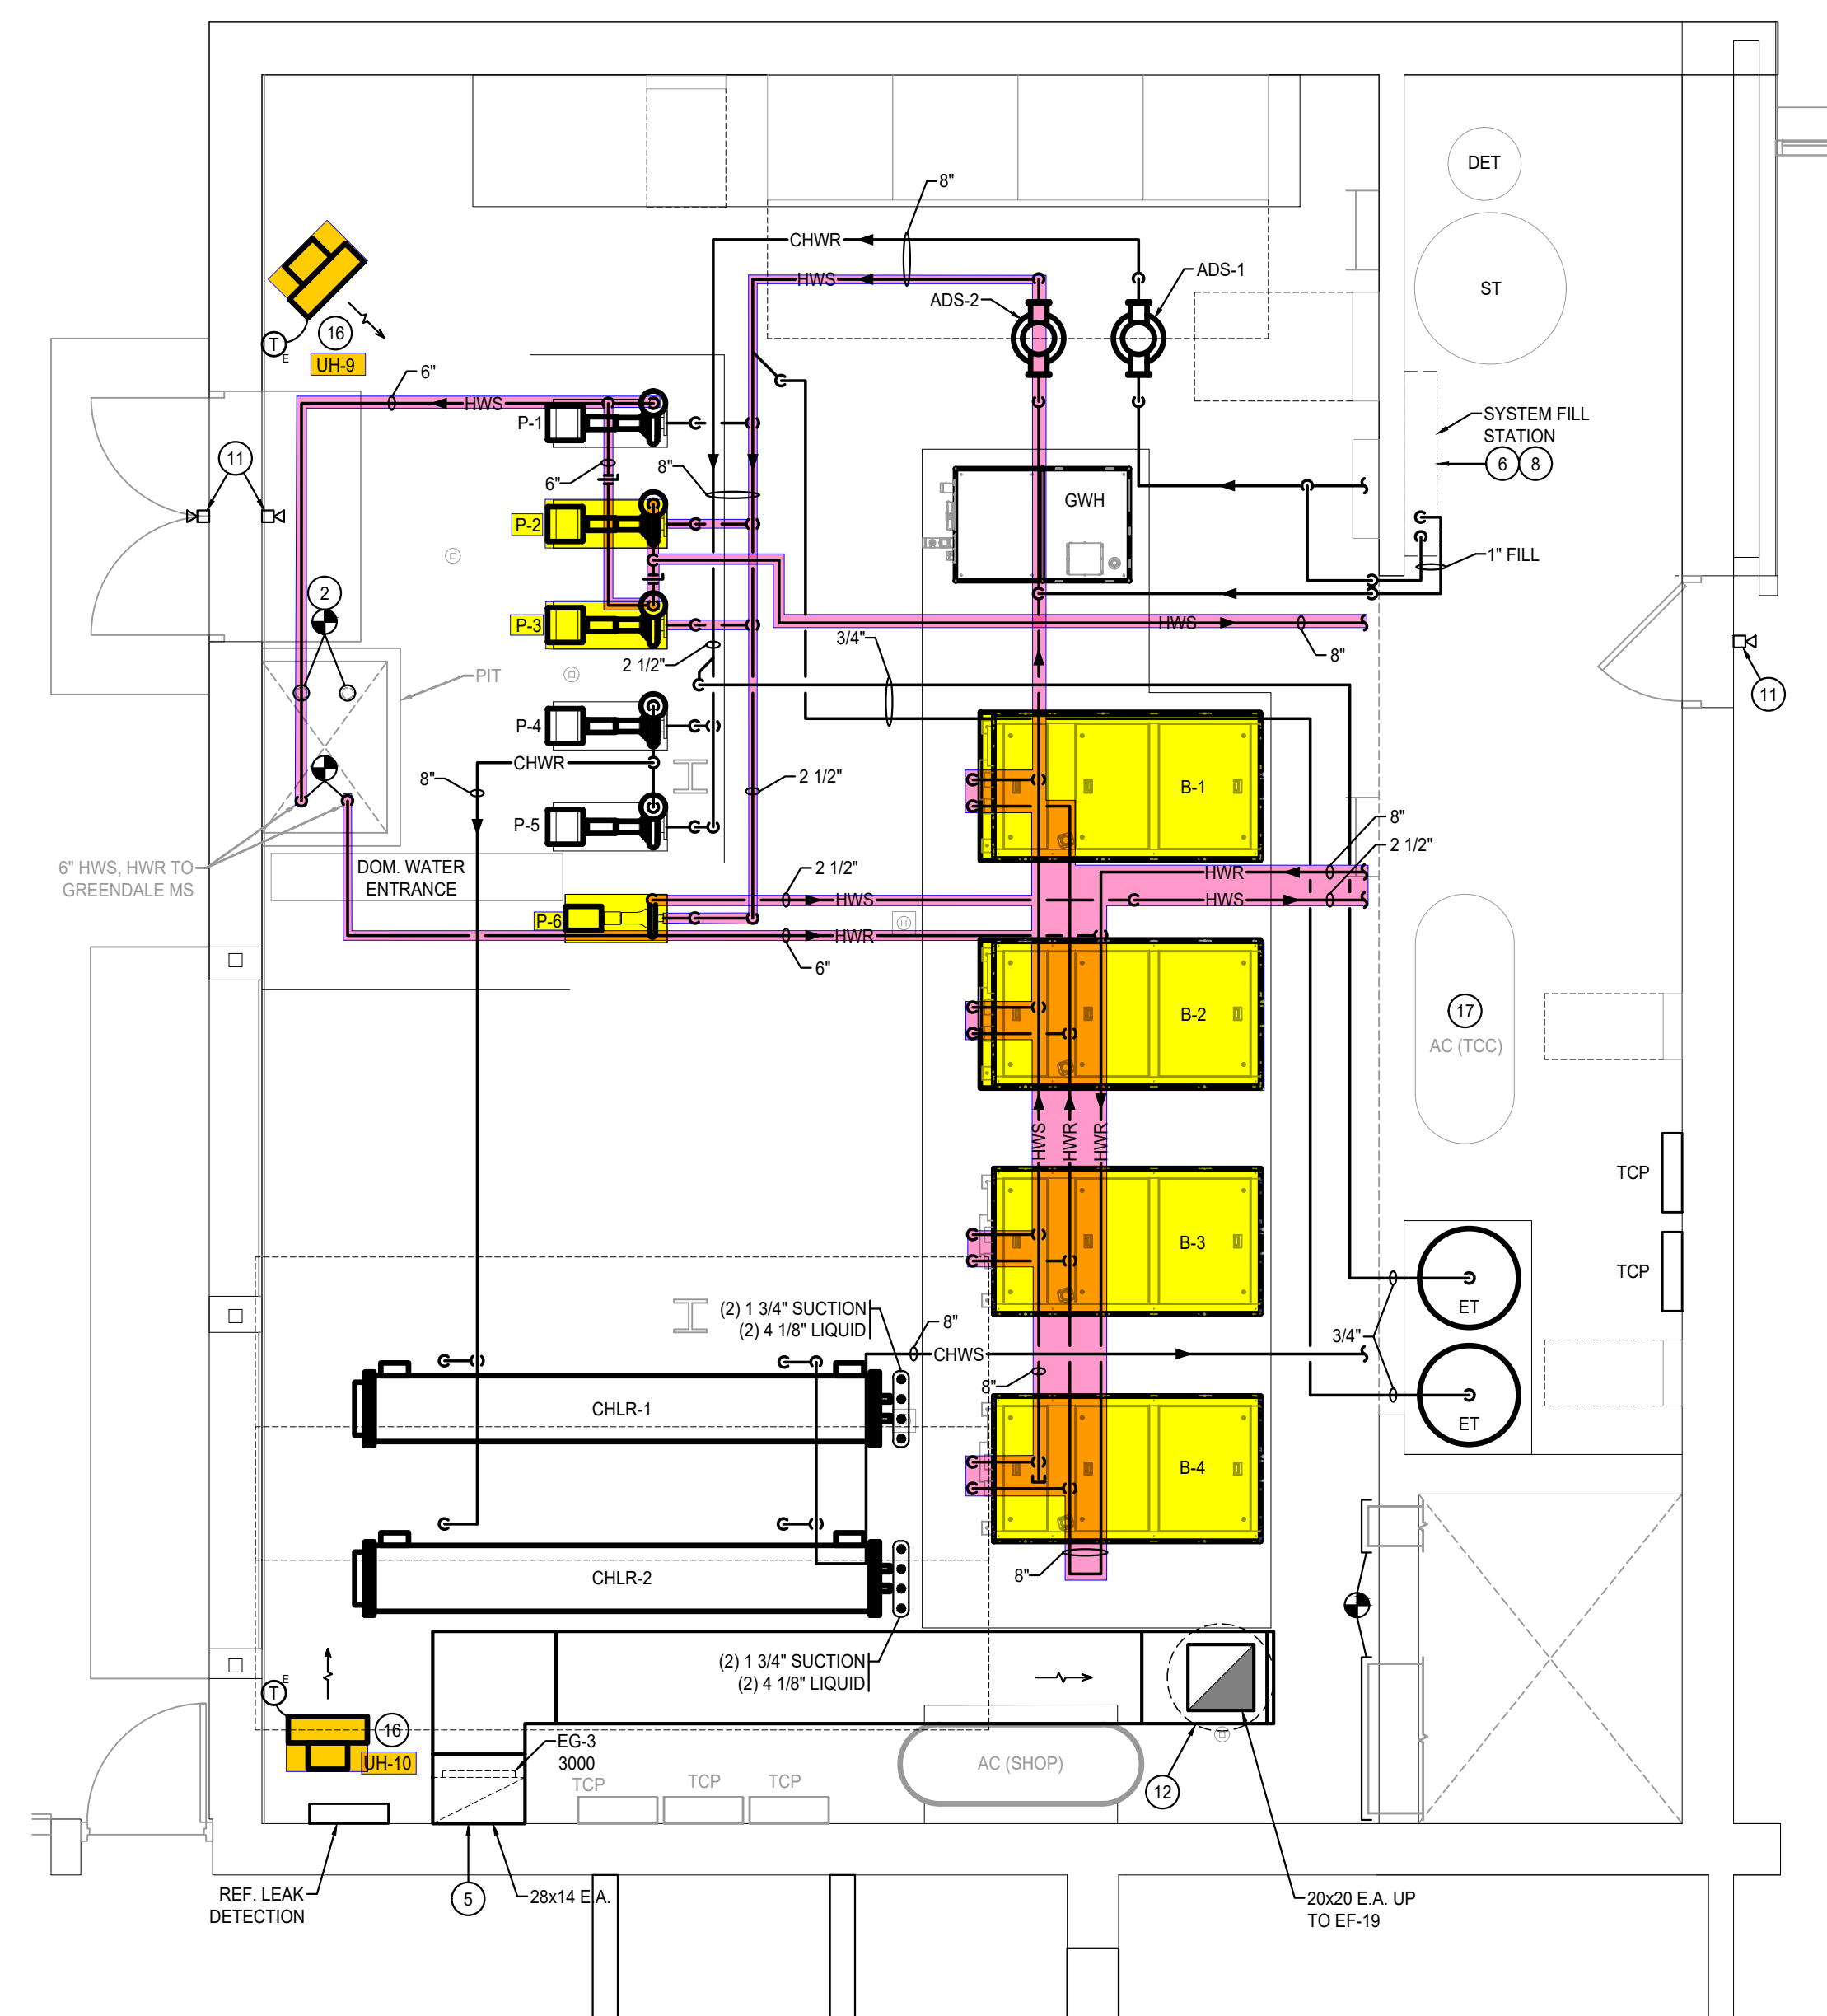 DET
8"
CHWR
ADS-1
HWS
ADS-2
ST
T
E
16
UH-9
6"
HWS
P-1
SYSTEM FILL
STATION
6
8
11
8"
6"
GWH
P-2
1" FILL
2
P-3
HWS
3/4"
8"
2 1/2"
PIT
11
P-4
CHWR
8"
2 1/2"
B-1
P-5
8"
2 1/2"
6" HWS, HWR TO
GREENDALE MS
DOM. WATER
ENTRANCE
2 1/2"
HWR
HWS
HWS
P-6
HWR
6"
B-2
17
AC (TCC)
HWS
HWR
HWR
TCP
B-3
TCP
(2) 1 3/4" SUCTION
(2) 4 1/8" LIQUID
8"
ET
3/4"
CHWS
8"
CHLR-1
ET
B-4
CHLR-2
8"
(2) 1 3/4" SUCTION
(2) 4 1/8" LIQUID
T
E
16
UH-10
EG-3
3000
TCP
TCP
TCP
AC (SHOP)
12
REF. LEAK
DETECTION
5
28x14 E.A.
20x20 E.A. UP
TO EF-19